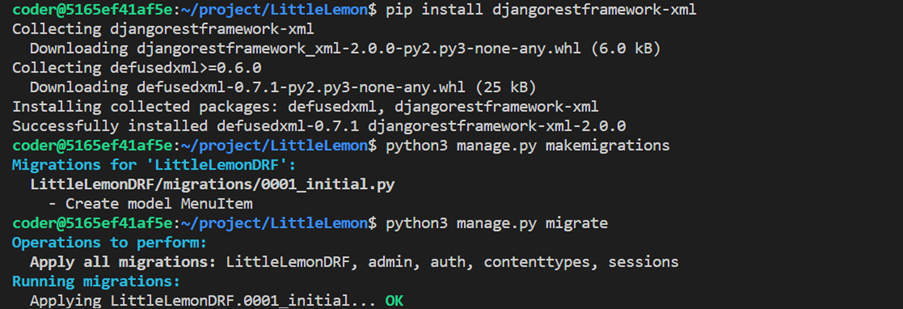 coder@5165ef41af5e:~/project/LittleLemon$ pip install djangorestframework-xml
Collecting djangorestframework-xml
  Downloading djangorestframework_xml-2.0.0-py2.py3-none-any.whl (6.0 kB)
Collecting defusedxml>=0.6.0
  Downloading defusedxml-0.7.1-py2.py3-none-any.whl (25 kB)
Installing collected packages: defusedxml, djangorestframework-xml
Successfully installed defusedxml-0.7.1 djangorestframework-xml-2.0.0
coder@5165ef41af5e:~/project/LittleLemon$ python3 manage.py makemigrations
Migrations for 'LittleLemonDRF':
  LittleLemonDRF/migrations/0001_initial.py
    - Create model MenuItem
coder@5165ef41af5e:~/project/LittleLemon$ python3 manage.py migrate
Operations to perform:
  Apply all migrations: LittleLemonDRF, admin, auth, contenttypes, sessions
Running migrations:
  Applying LittleLemonDRF.0001_initial... OK